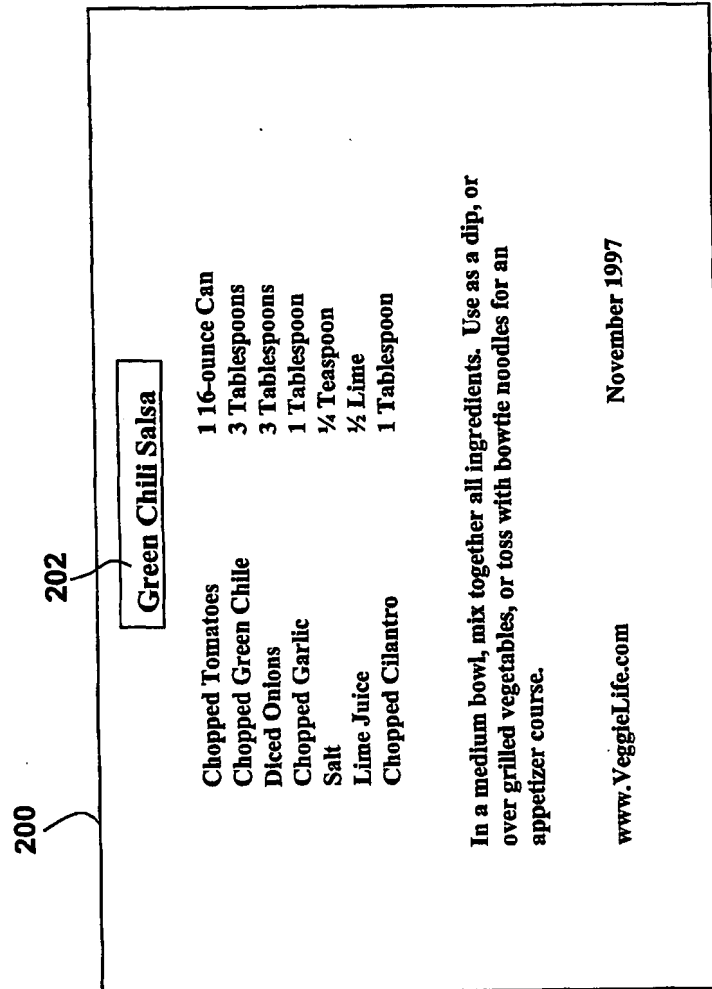 200
202
Green Chili Salsa
Chopped Tomatoes 1 16-ounce Can
Chopped Green Chile 3 Tablespoons
Diced Onions 3 Tablespoons
Chopped Garlic 1 Tablespoon
Salt ¼ Teaspoon
Lime Juice ½ Lime
Chopped Cilantro 1 Tablespoon
In a medium bowl, mix together all ingredients. Use as a dip, or
over grilled vegetables, or toss with bowtie noodles for an
appetizer course.
www.VeggieLife.com November 1997